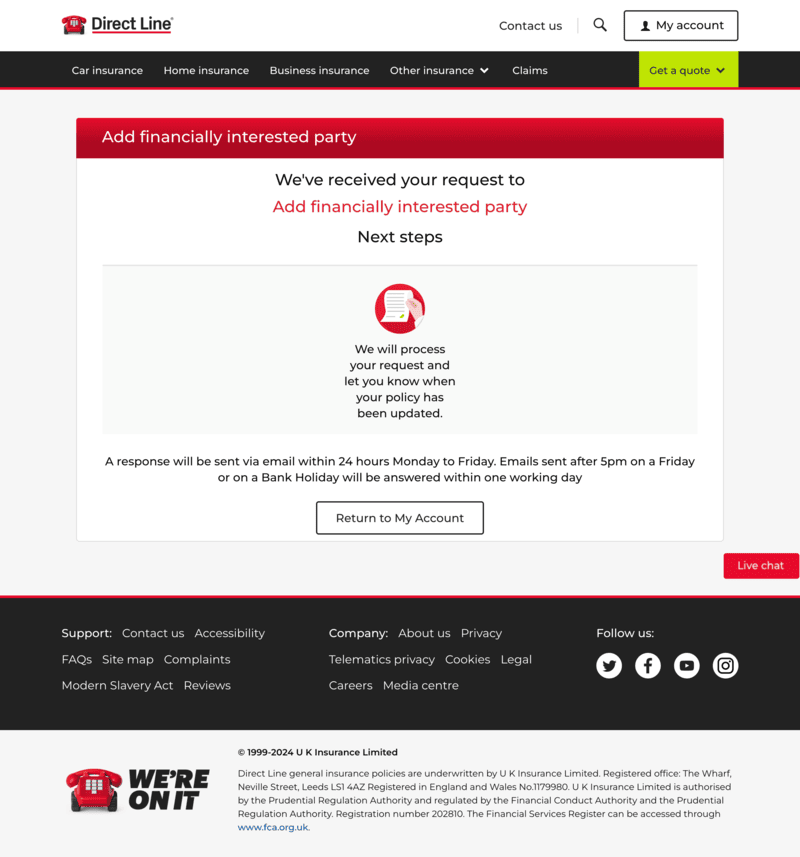 Direct Line®
Contact us
My account
Car insurance
Home insurance
Business insurance
Other insurance
Claims
Get a quote
Add financially interested party
We've received your request to
Add financially interested party
Next steps
We will process
your request and
let you know when
your policy has
been updated.
A response will be sent via email within 24 hours Monday to Friday. Emails sent after 5pm on a Friday
or on a Bank Holiday will be answered within one working day
Return to My Account
Live chat
Support: Contact us Accessibility
FAQs Site map Complaints
Modern Slavery Act Reviews
Company: About us Privacy
Telematics privacy Cookies Legal
Careers Media centre
Follow us:
WE'RE
ON IT
© 1999-2024 U K Insurance Limited
Direct Line general insurance policies are underwritten by U K Insurance Limited. Registered office: The Wharf,
Neville Street, Leeds LS1 4AZ Registered in England and Wales No.1179980. U K Insurance Limited is authorised
by the Prudential Regulation Authority and regulated by the Financial Conduct Authority and the Prudential
Regulation Authority. Registration number 202810. The Financial Services Register can be accessed through
www.fca.org.uk.